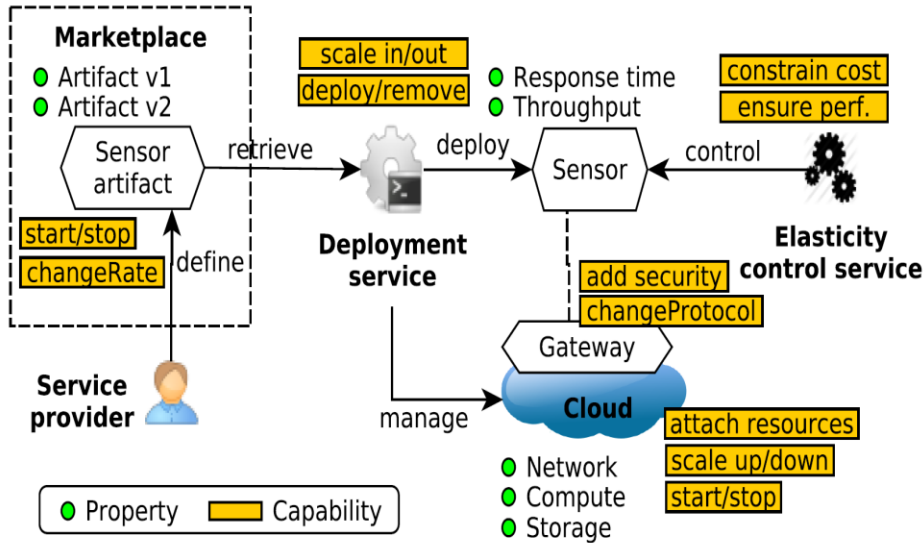 Marketplace
Artifact v1
Artifact v2
Sensor
artifact
start/stop
changeRate
define
Service
provider
retrieve
scale in/out
deploy/remove
Deployment
service
deploy
manage
Response time
Throughput
Sensor
control
constrain cost
ensure perf.
Elasticity
control service
add security
changeProtocol
Gateway
Cloud
attach resources
scale up/down
start/stop
Network
Compute
Storage
Property
Capability